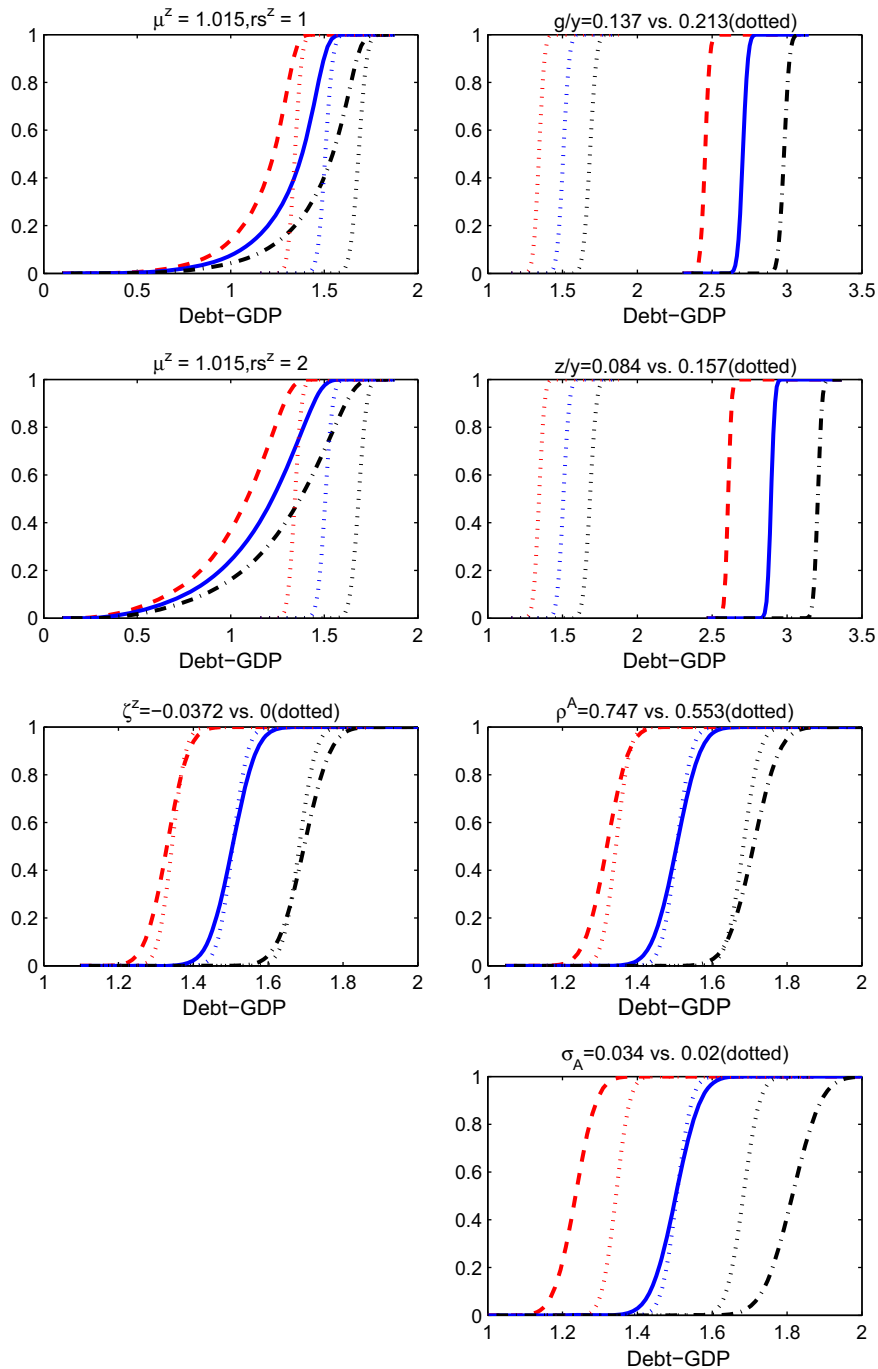 μ^z = 1.015,rs^z = 1
1
0.8
0.6
0.4
0.2
0
0 0.5 1 1.5 2
Debt−GDP
g/y=0.137 vs. 0.213(dotted)
1
0.8
0.6
0.4
0.2
0
1 1.5 2 2.5 3 3.5
Debt−GDP
μ^z = 1.015,rs^z = 2
1
0.8
0.6
0.4
0.2
0
0 0.5 1 1.5 2
Debt−GDP
z/y=0.084 vs. 0.157(dotted)
1
0.8
0.6
0.4
0.2
0
1 1.5 2 2.5 3 3.5
Debt−GDP
ζ^z=−0.0372 vs. 0(dotted)
1
0.8
0.6
0.4
0.2
0
1 1.2 1.4 1.6 1.8 2
Debt−GDP
ρ^A=0.747 vs. 0.553(dotted)
1
0.8
0.6
0.4
0.2
0
1 1.2 1.4 1.6 1.8 2
Debt−GDP
σ_A=0.034 vs. 0.02(dotted)
1
0.8
0.6
0.4
0.2
0
1 1.2 1.4 1.6 1.8 2
Debt−GDP